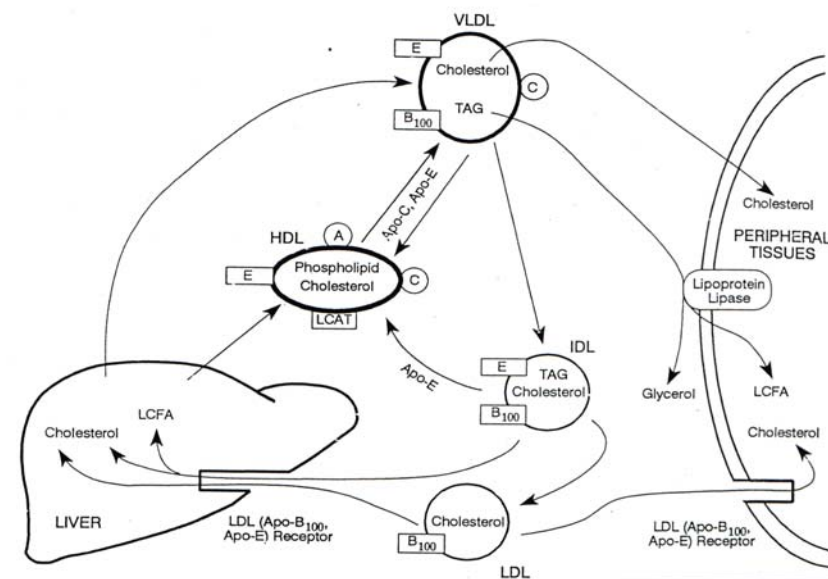 VLDL
E
Cholesterol
C
TAG
B₁₀₀
Apo-C, Apo-E
Cholesterol
PERIPHERAL
TISSUES
HDL
A
E
Phospholipid
Cholesterol
C
LCAT
Lipoprotein
Lipase
IDL
E
TAG
Cholesterol
B₁₀₀
Apo-E
Glycerol
LCFA
LCFA
Cholesterol
Cholesterol
Cholesterol
B₁₀₀
LDL
LIVER
LDL (Apo-B₁₀₀,
Apo-E) Receptor
LDL (Apo-B₁₀₀,
Apo-E) Receptor